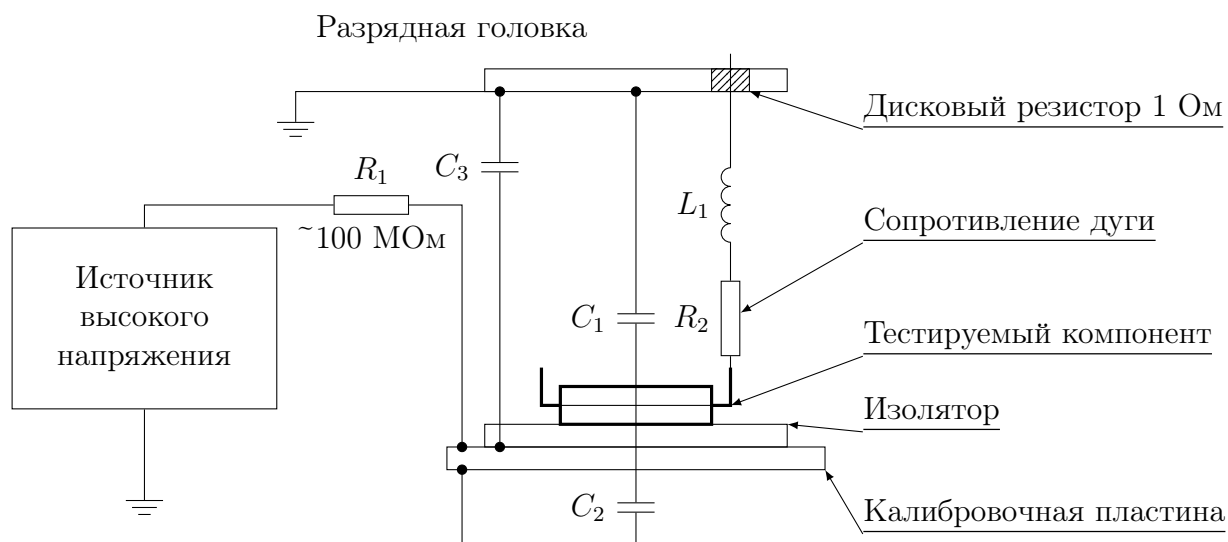 Разрядная головка
Дисковый резистор 1 Ом
C3
R1
~100 МОм
L1
Сопротивление дуги
Источник
высокого
напряжения
C1
R2
Тестируемый компонент
Изолятор
C2
Калибровочная пластина